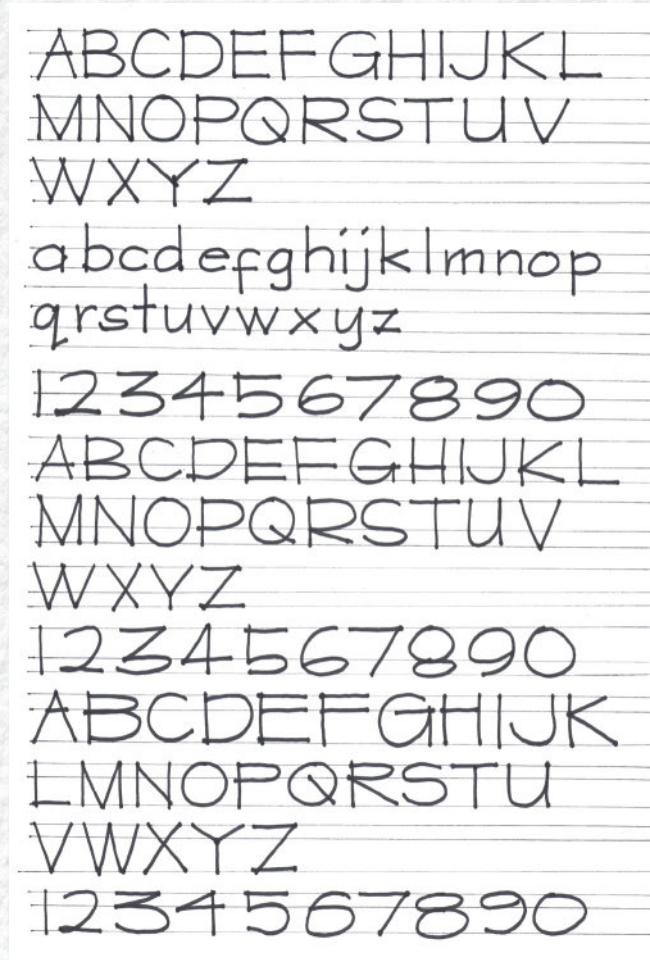 ABCDEFGHIJKL
MNOPQRSTUV
WXYZ
abcdefghijklmnop
qrstuvwxyz
1234567890
ABCDEFGHIJKL
MNOPQRSTUV
WXYZ
1234567890
ABCDEFGHIJK
LMNOPQRSTU
VWXYZ
1234567890